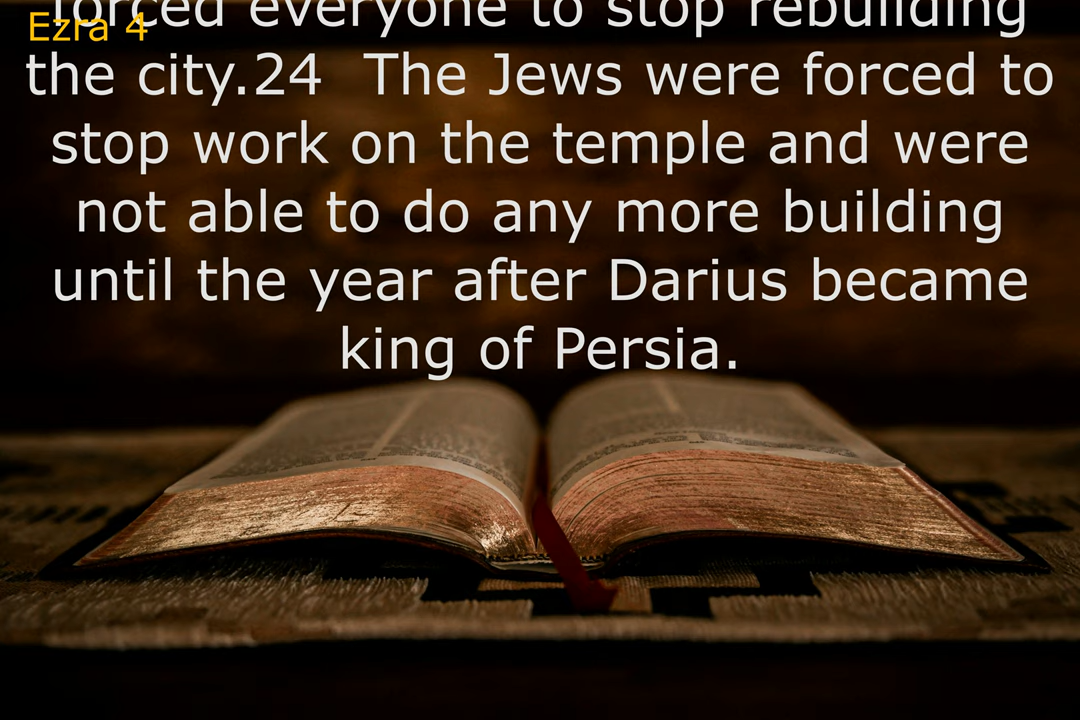 forced everyone to stop rebuilding
Ezra 4
the city.24  The Jews were forced to
stop work on the temple and were
not able to do any more building
until the year after Darius became
king of Persia.